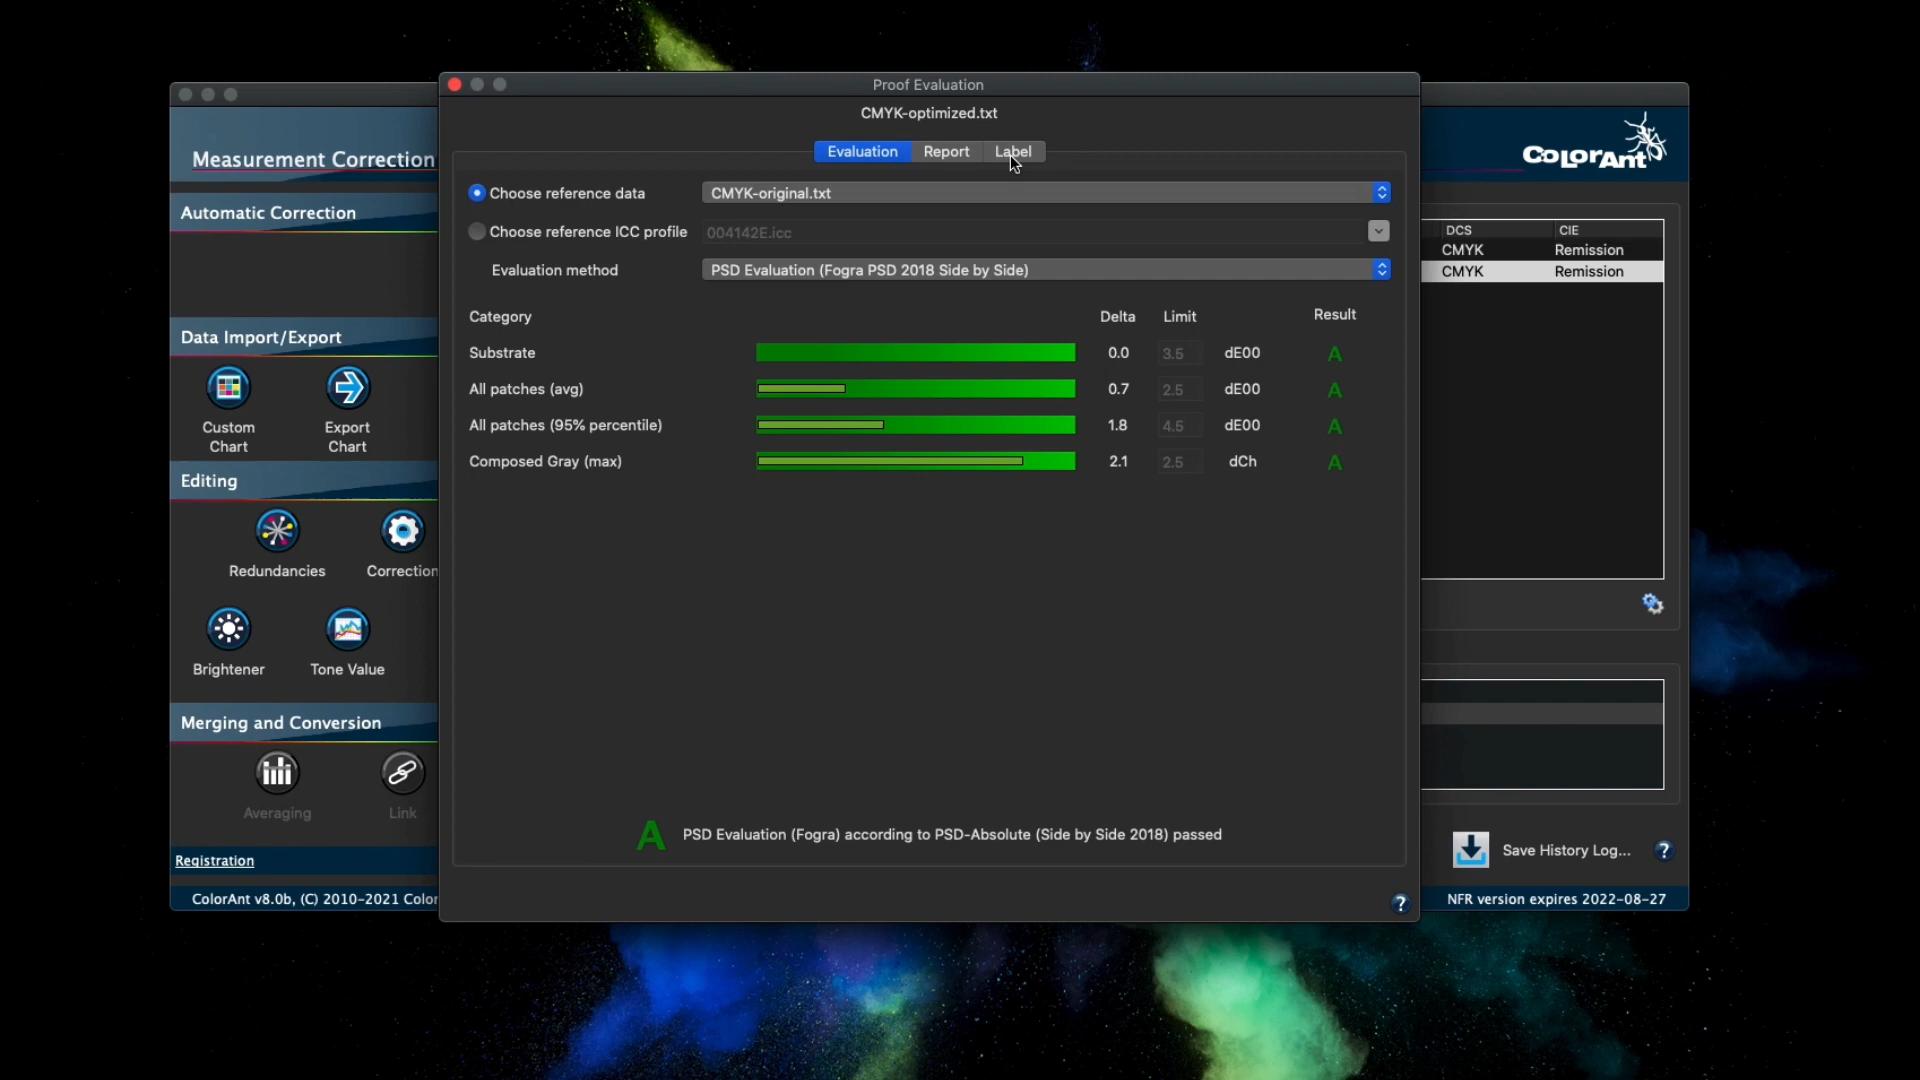 Proof Evaluation
CMYK-optimized.txt
Evaluation Report Label
Choose reference data CMYK-original.txt
Choose reference ICC profile 004142E.icc
Evaluation method PSD Evaluation (Fogra PSD 2018 Side by Side)
Category Delta Limit Result
Substrate 0.0 3.5 dE00 A
All patches (avg) 0.7 2.5 dE00 A
All patches (95% percentile) 1.8 4.5 dE00 A
Composed Gray (max) 2.1 2.5 dCh A
A PSD Evaluation (Fogra) according to PSD-Absolute (Side by Side 2018) passed
?
Measurement Correction
Automatic Correction
Data Import/Export
Custom Chart
Export Chart
Editing
Redundancies
Correction
Brightener
Tone Value
Merging and Conversion
Averaging
Link
Registration
ColorAnt v8.0b, (C) 2010-2021 Color
ColorAnt
DCS CIE
CMYK Remission
CMYK Remission
Save History Log... ?
NFR version expires 2022-08-27